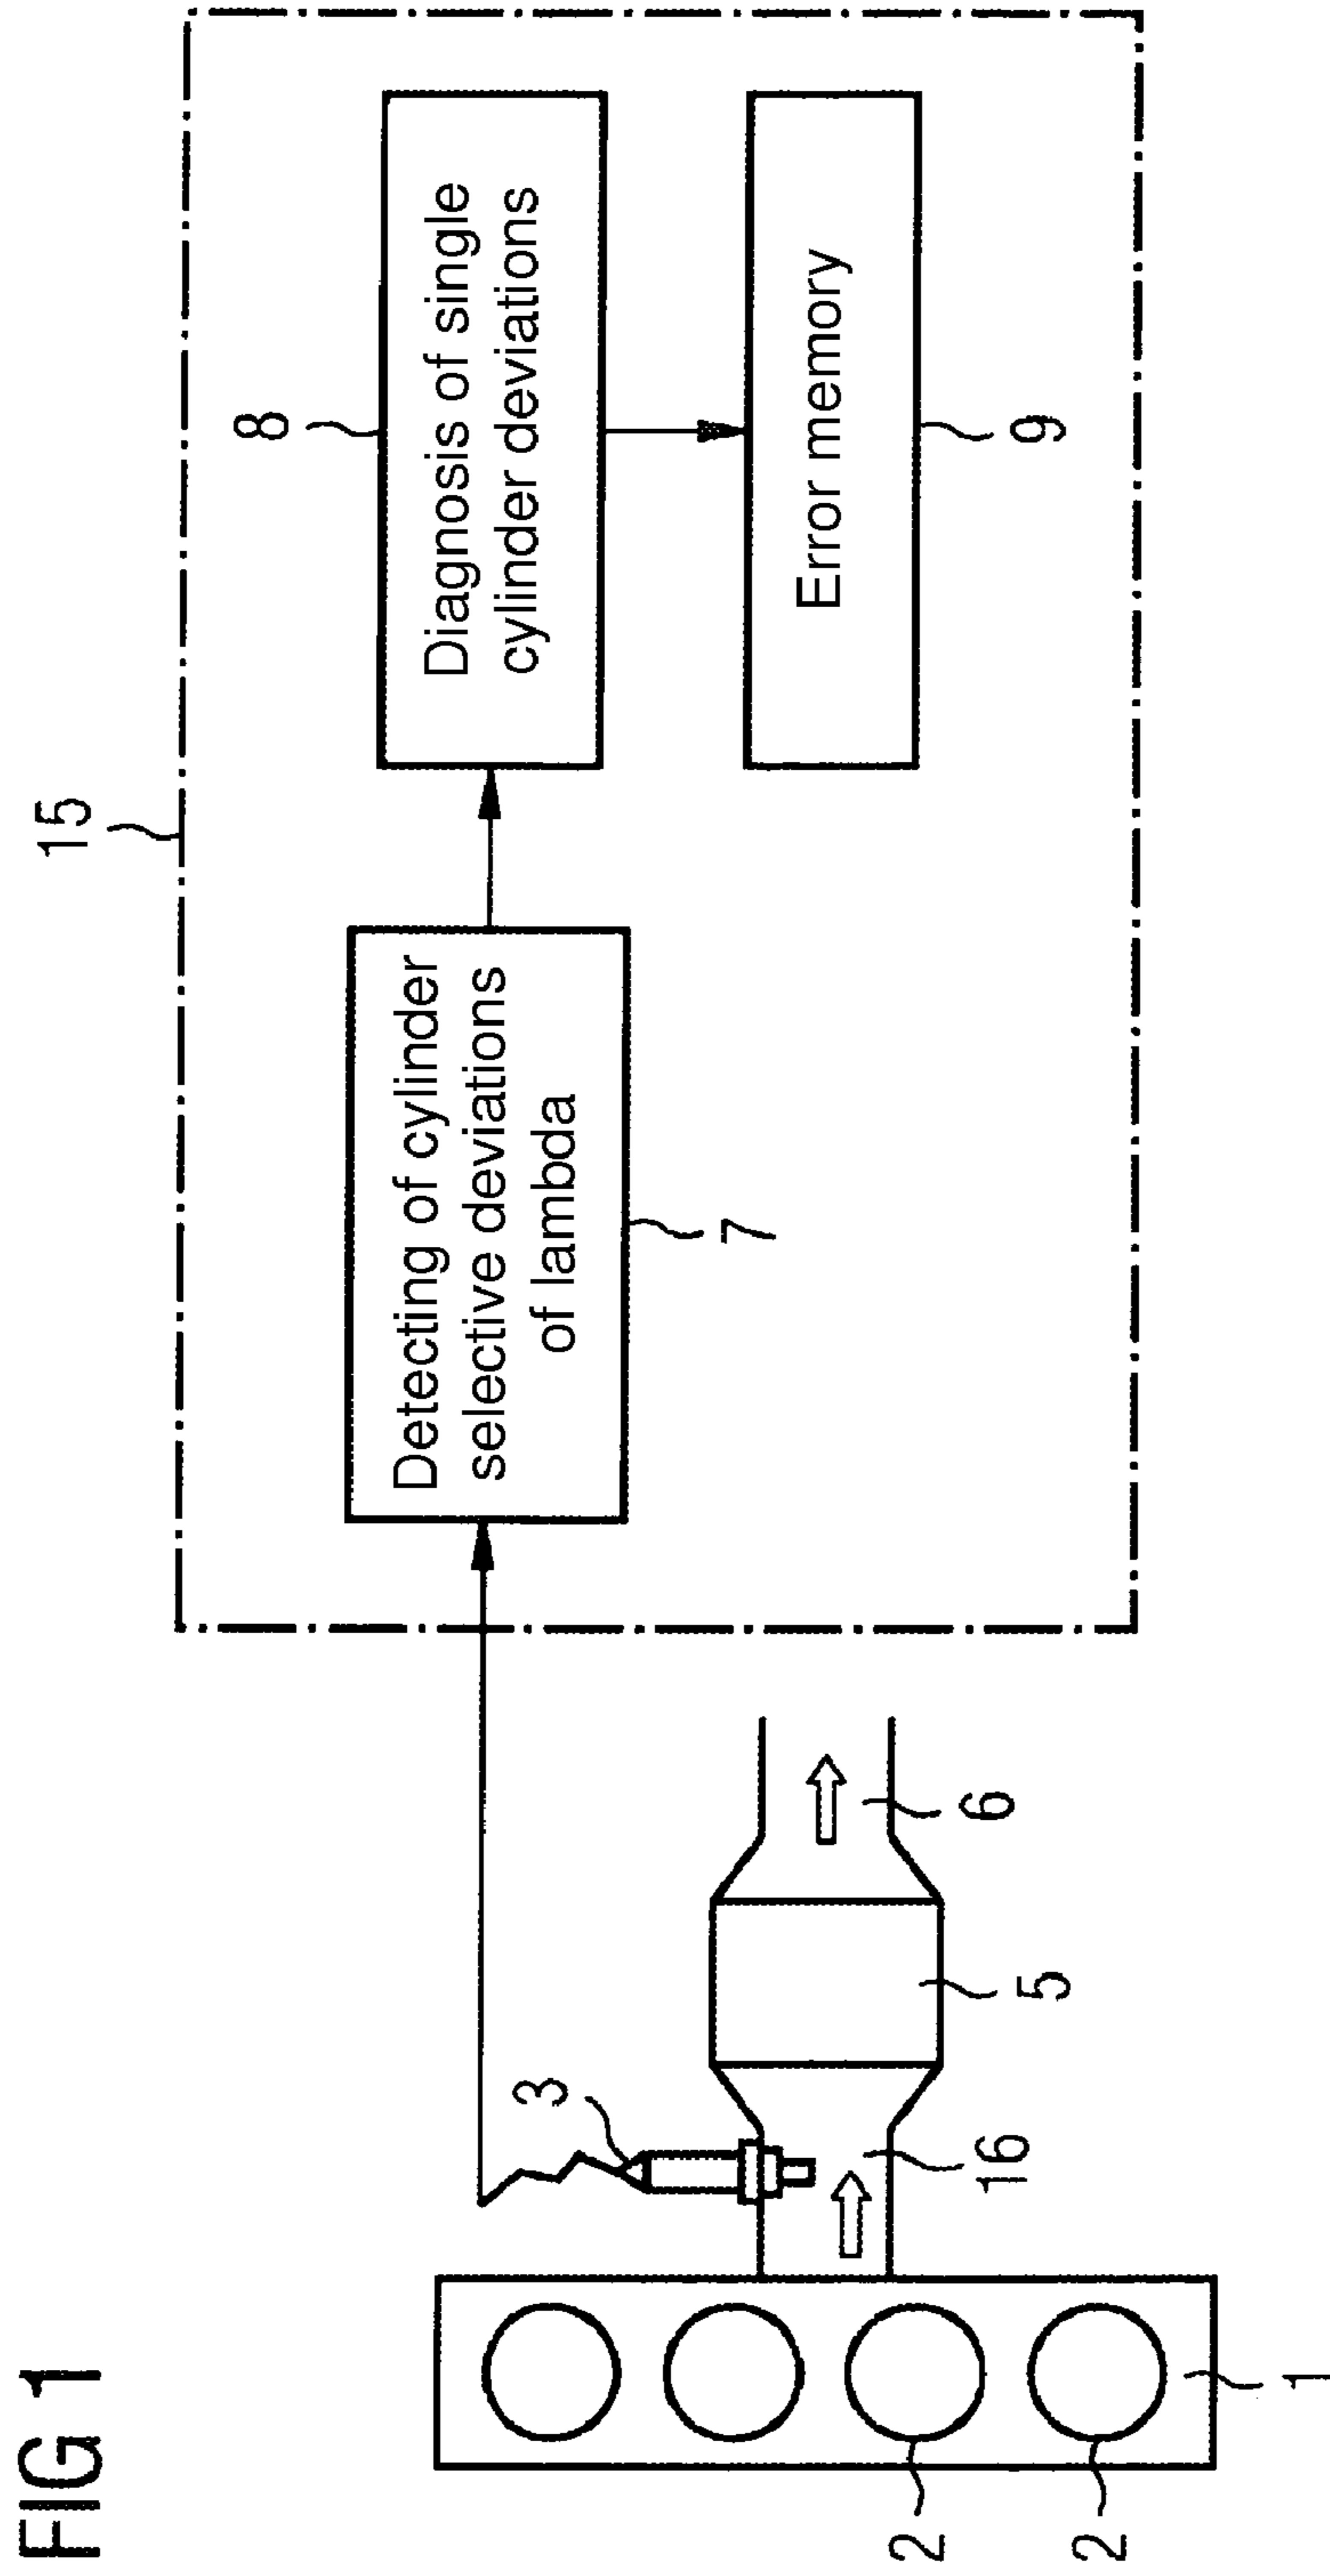 FIG 1
15
8
Diagnosis of single
cylinder deviations
Detecting of cylinder
selective deviations
of lambda
7
Error memory
9
3
6
5
16
2
2
1